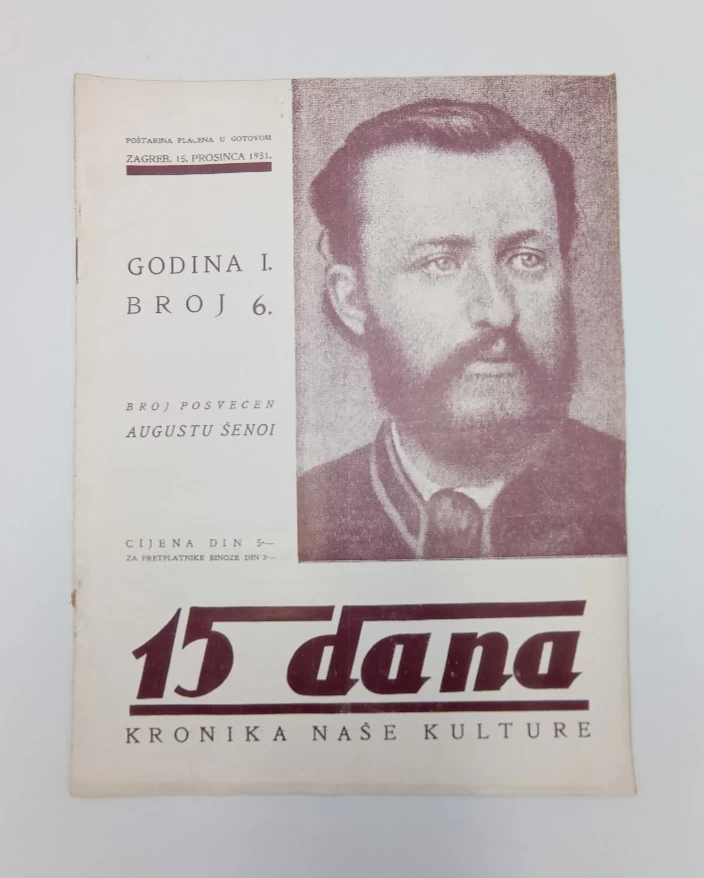 POŠTARINA PLAĆENA U GOTOVOM
ZAGREB, 15. PROSINCA 1931.
GODINA I.
BROJ 6.
BROJ POSVEĆEN
AUGUSTU ŠENOI
CIJENA DIN 5·—
ZA PRETPLATNIKE BINOZE DIN 2·—
15 dana
KRONIKA NAŠE KULTURE